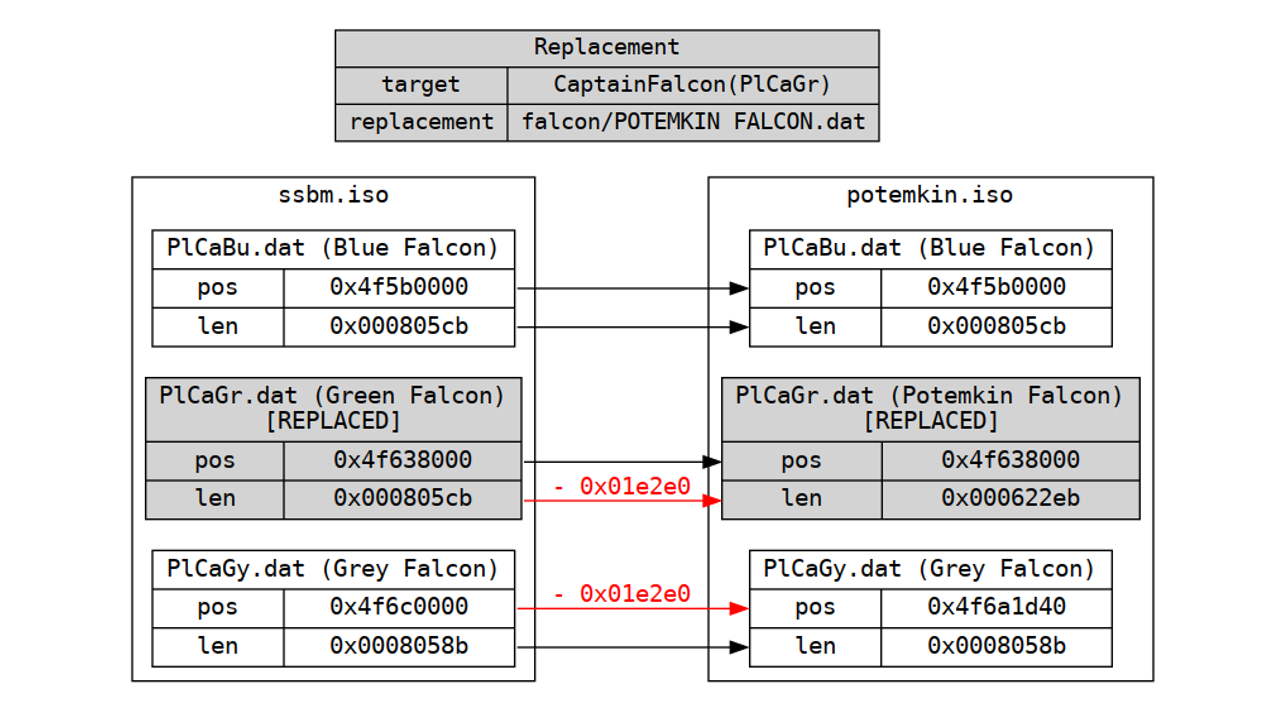 Replacement
target CaptainFalcon(PlCaGr)
replacement falcon/POTEMKIN FALCON.dat
ssbm.iso
PlCaBu.dat (Blue Falcon)
pos 0x4f5b0000
len 0x000805cb
PlCaGr.dat (Green Falcon)
[REPLACED]
pos 0x4f638000
len 0x000805cb
PlCaGy.dat (Grey Falcon)
pos 0x4f6c0000
len 0x0008058b
- 0x01e2e0
- 0x01e2e0
potemkin.iso
PlCaBu.dat (Blue Falcon)
pos 0x4f5b0000
len 0x000805cb
PlCaGr.dat (Potemkin Falcon)
[REPLACED]
pos 0x4f638000
len 0x000622eb
PlCaGy.dat (Grey Falcon)
pos 0x4f6a1d40
len 0x0008058b